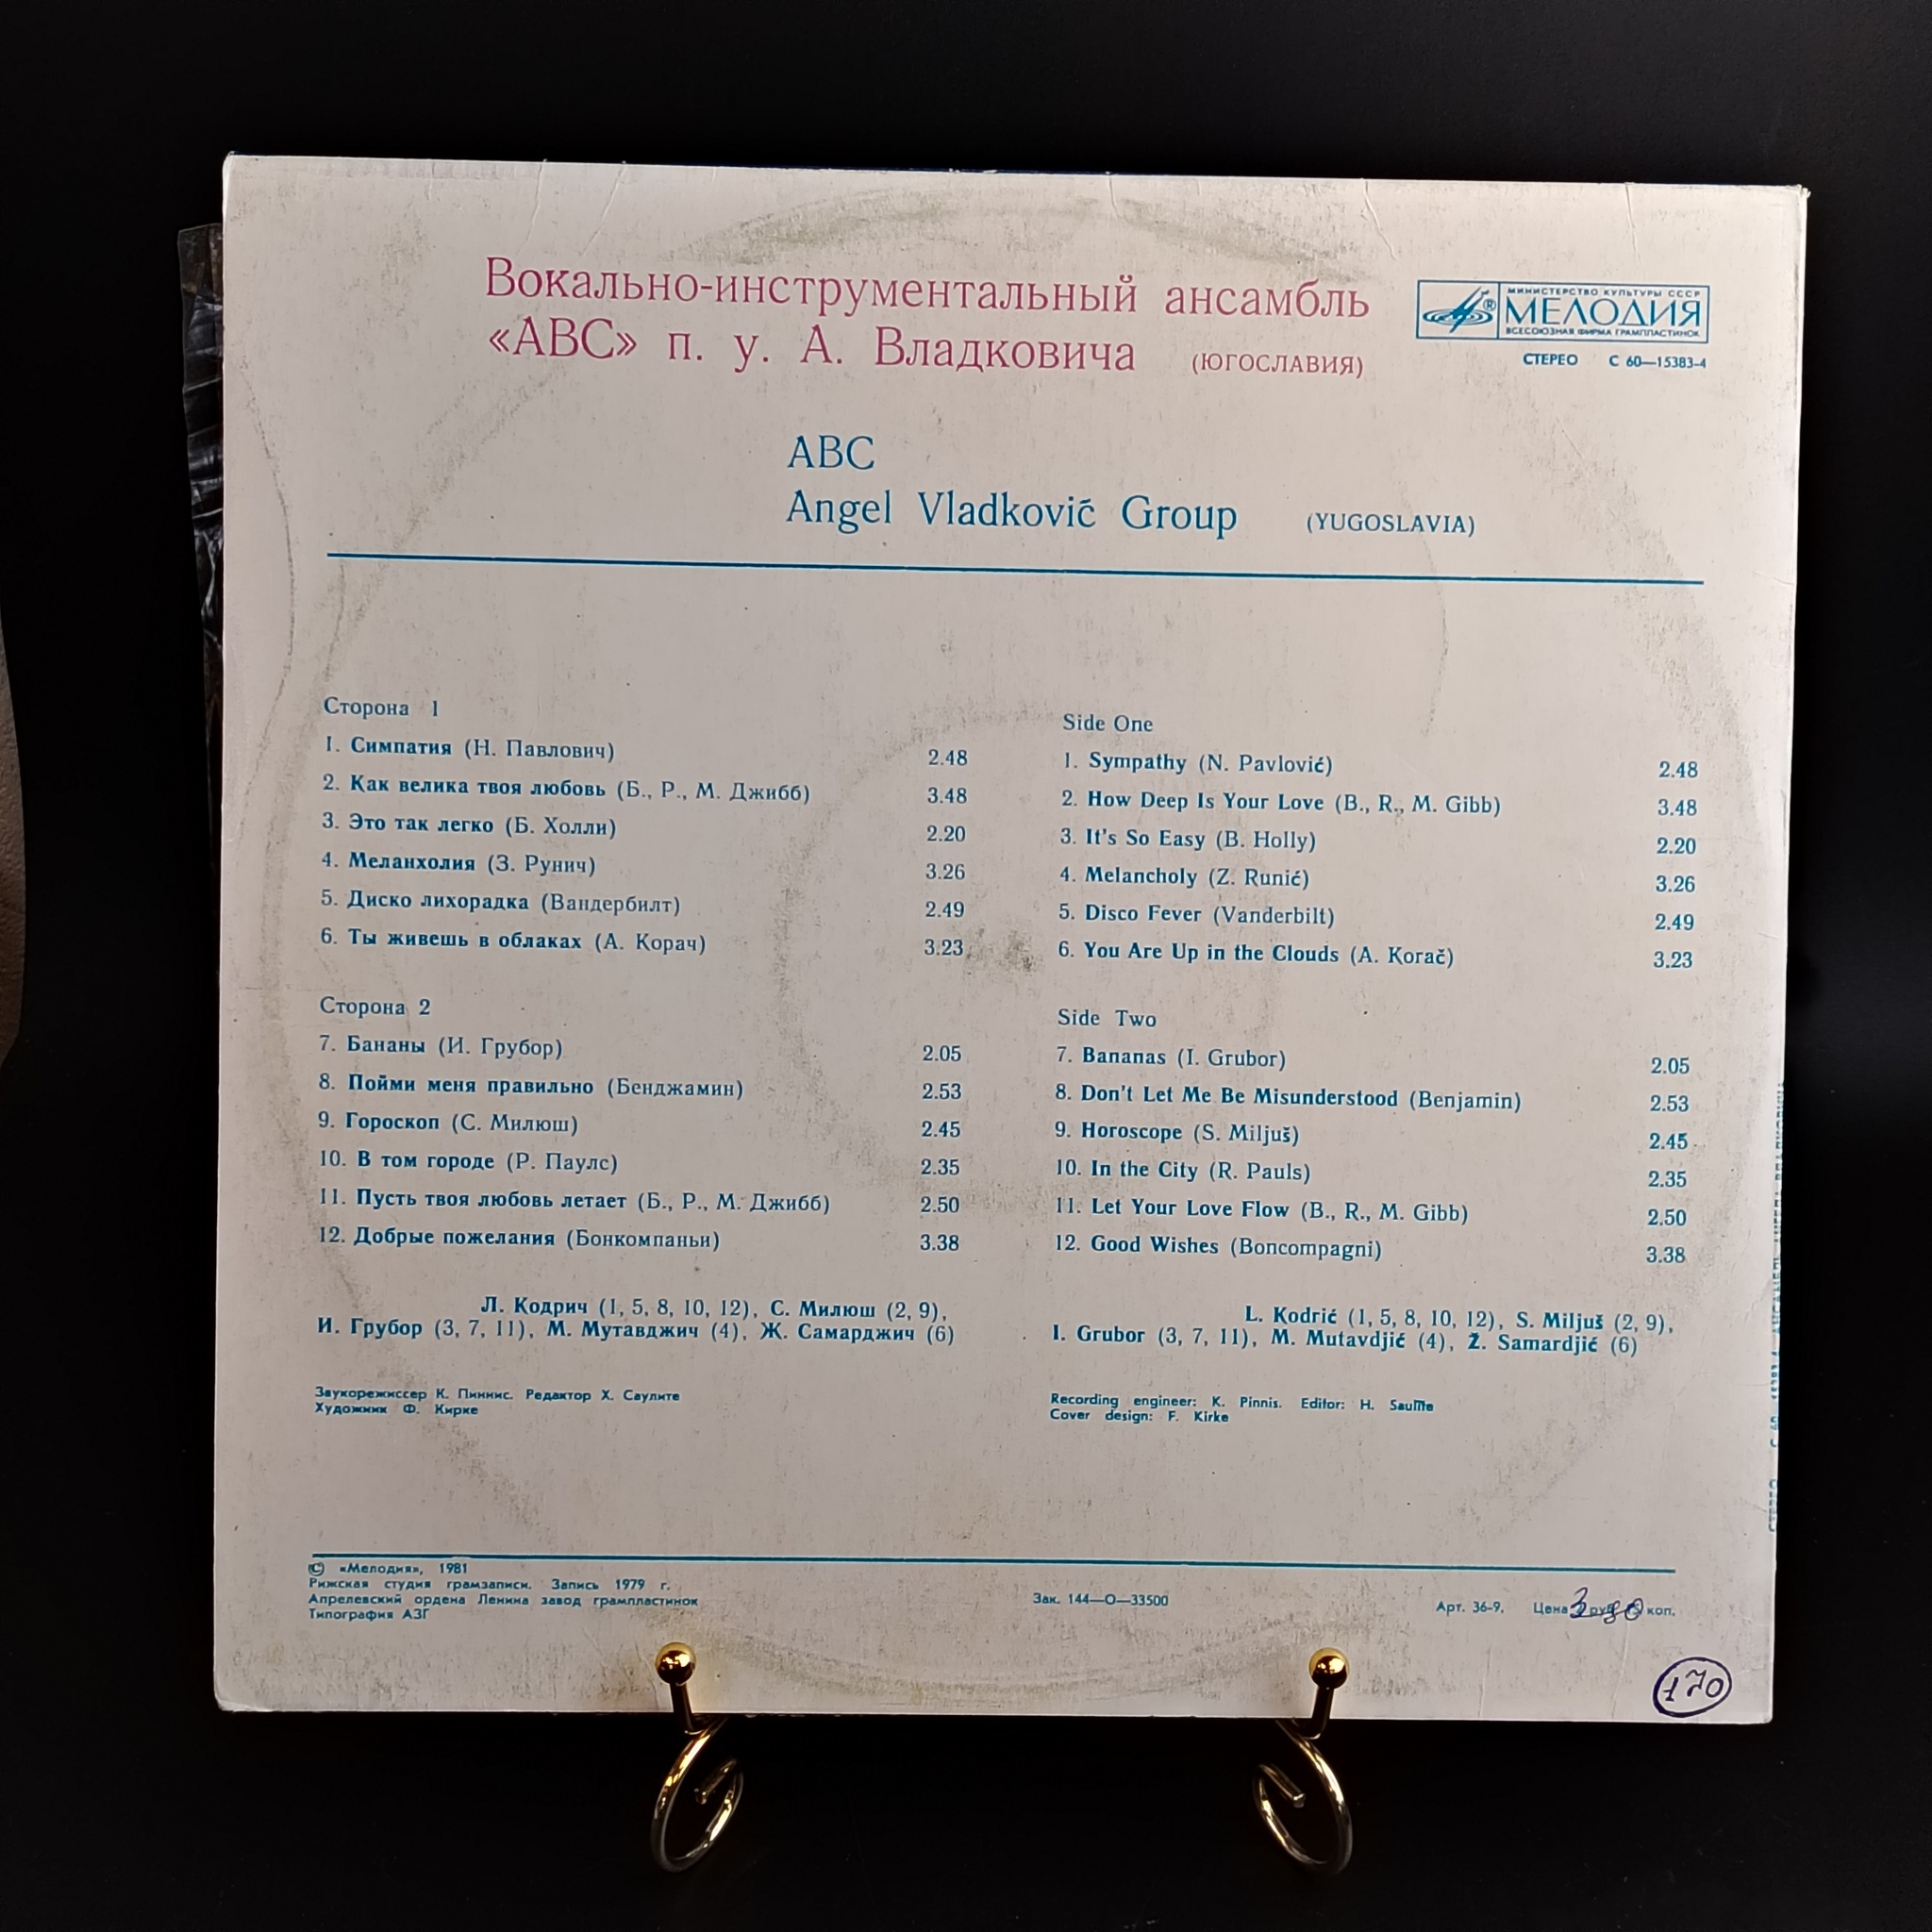 Вокально-инструментальный ансамбль
«АВС» п. у. А. Владковича (ЮГОСЛАВИЯ)
МИНИСТЕРСТВО КУЛЬТУРЫ СССР
МЕЛОДИЯ
ВСЕСОЮЗНАЯ ФИРМА ГРАМПЛАСТИНОК
СТЕРЕО С 60—15383-4
ABC
Angel Vladković Group (YUGOSLAVIA)
Сторона 1
1. Симпатия (Н. Павлович) 2.48
2. Как велика твоя любовь (Б., Р., М. Джибб) 3.48
3. Это так легко (Б. Холли) 2.20
4. Меланхолия (З. Рунич) 3.26
5. Диско лихорадка (Вандербилт) 2.49
6. Ты живешь в облаках (А. Корач) 3.23
Сторона 2
7. Бананы (И. Грубор) 2.05
8. Пойми меня правильно (Бенджамин) 2.53
9. Гороскоп (С. Милюш) 2.45
10. В том городе (Р. Паулс) 2.35
11. Пусть твоя любовь летает (Б., Р., М. Джибб) 2.50
12. Добрые пожелания (Бонкомпаньи) 3.38
Л. Кодрич (1, 5, 8, 10, 12), С. Милюш (2, 9),
И. Грубор (3, 7, 11), М. Мутавджич (4), Ж. Самарджич (6)
Звукорежиссер К. Пиннис. Редактор Х. Саулите
Художник Ф. Кирке
Side One
1. Sympathy (N. Pavlović) 2.48
2. How Deep Is Your Love (B., R., M. Gibb) 3.48
3. It's So Easy (B. Holly) 2.20
4. Melancholy (Z. Runić) 3.26
5. Disco Fever (Vanderbilt) 2.49
6. You Are Up in the Clouds (A. Korač) 3.23
Side Two
7. Bananas (I. Grubor) 2.05
8. Don't Let Me Be Misunderstood (Benjamin) 2.53
9. Horoscope (S. Miljuš) 2.45
10. In the City (R. Pauls) 2.35
11. Let Your Love Flow (B., R., M. Gibb) 2.50
12. Good Wishes (Boncompagni) 3.38
L. Kodrić (1, 5, 8, 10, 12), S. Miljuš (2, 9),
I. Grubor (3, 7, 11), M. Mutavdjić (4), Ž. Samardjić (6)
Recording engineer: K. Pinnis. Editor: H. Saulīte
Cover design: F. Kirke
© «Мелодия», 1981
Рижская студия грамзаписи. Запись 1979 г.
Апрелевский ордена Ленина завод грампластинок
Типография АЗГ
Зак. 144—О—33500
Арт. 36-9. Цена коп.
170